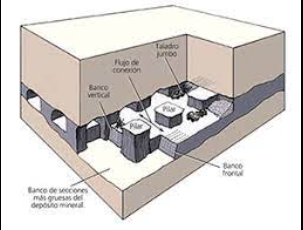 Taladro
jumbo
Flujo de
conexión
Banco
vertical
Pilar
Pilar
Pilar
Banco
frontal
Banco de secciones
más gruesas del
depósito mineral